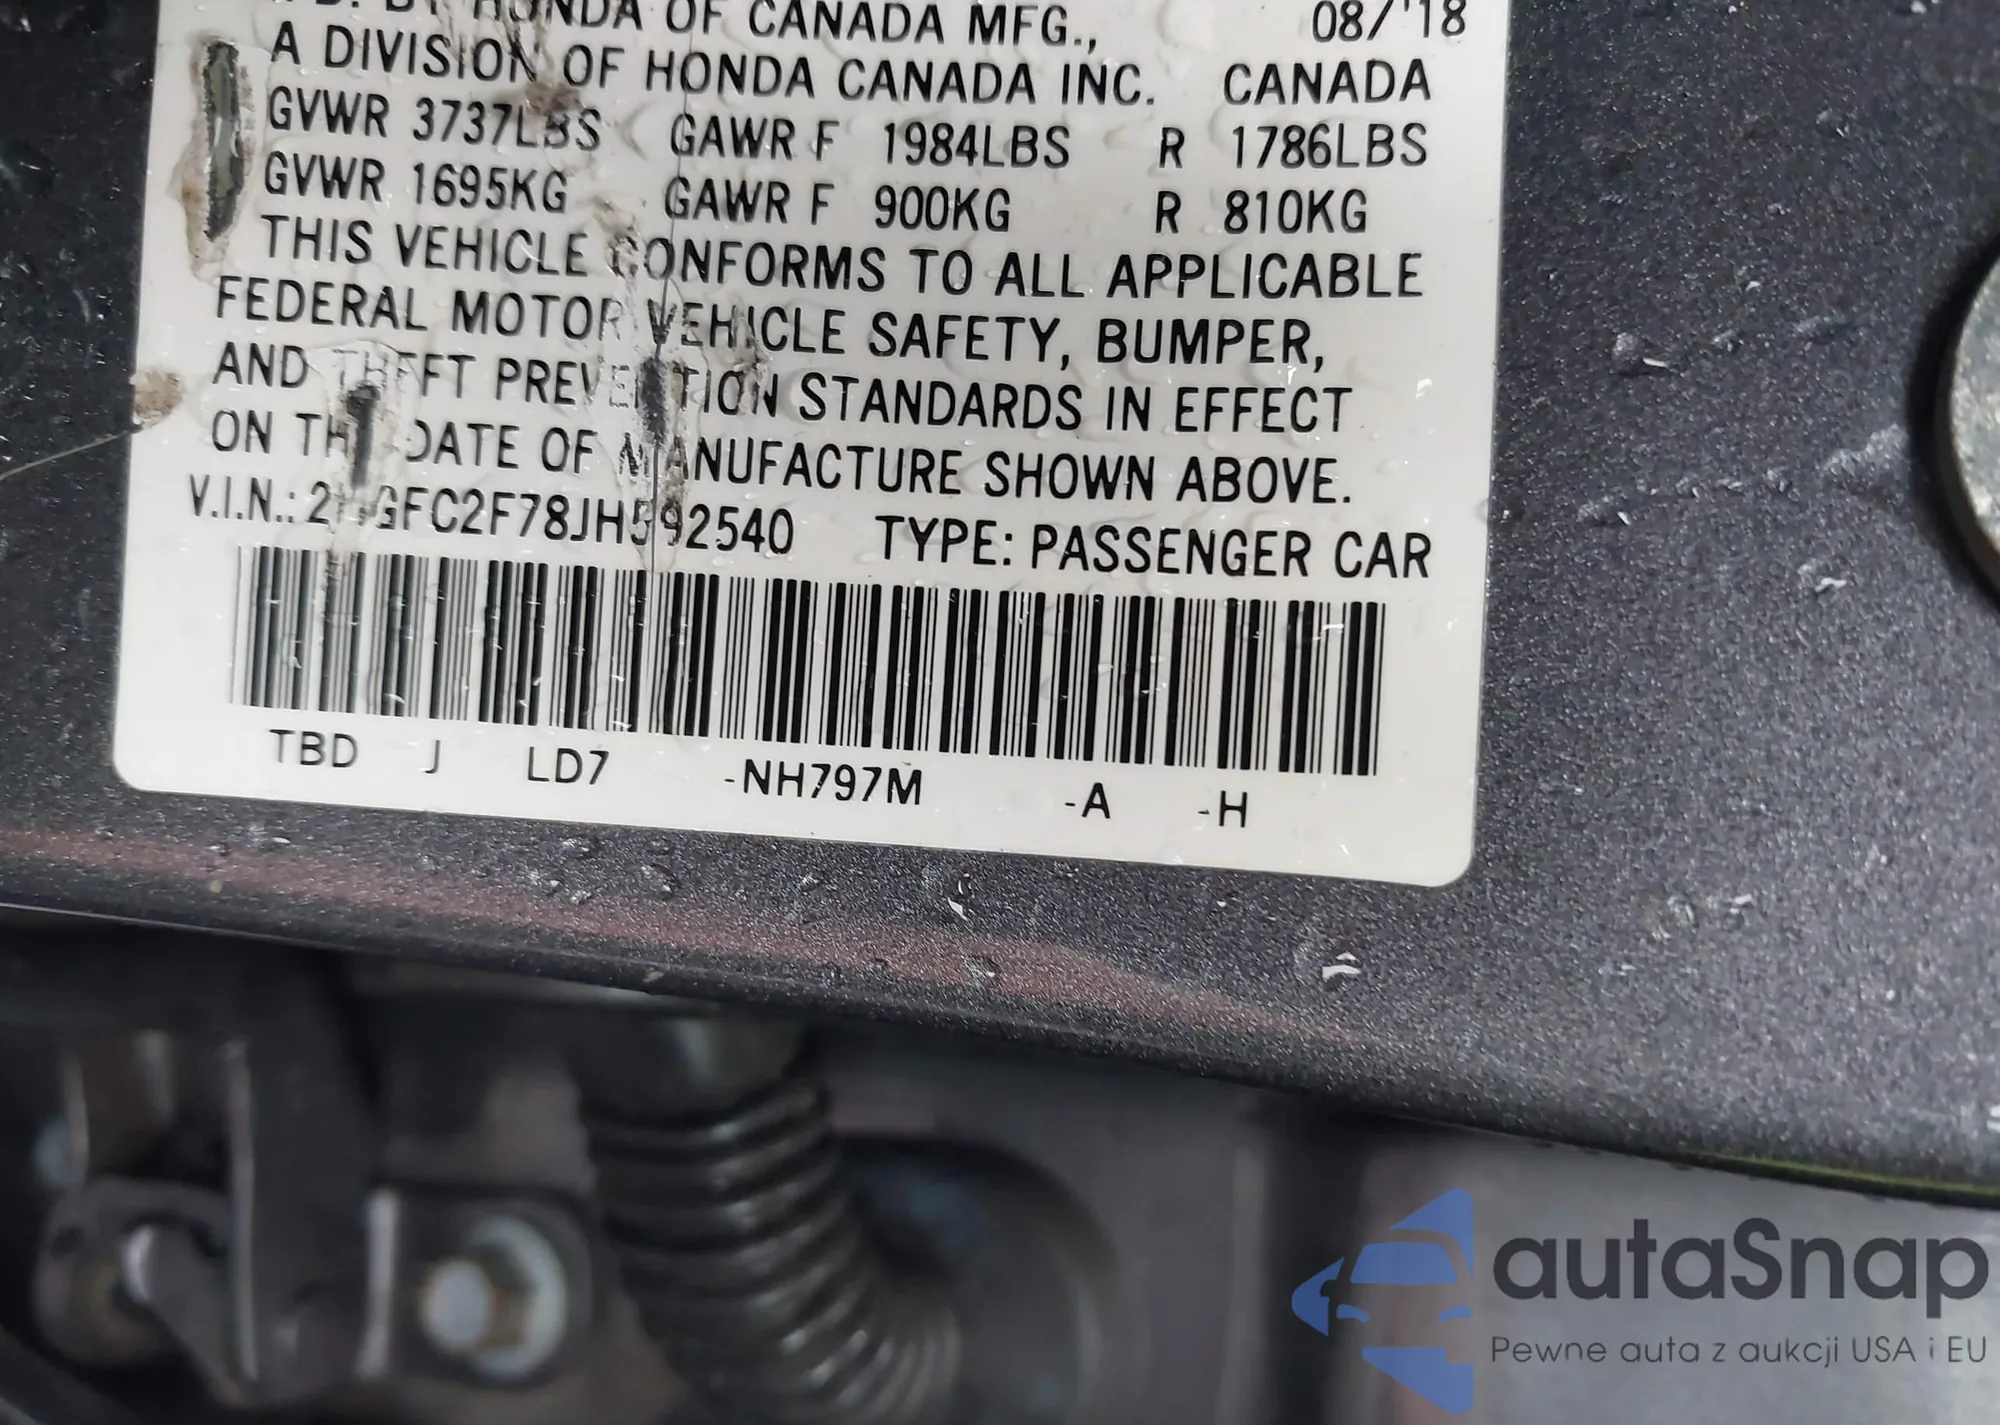 BY HONDA OF CANADA MFG., 08/'18
A DIVISION OF HONDA CANADA INC. CANADA
GVWR 3737LBS GAWR F 1984LBS R 1786LBS
GVWR 1695KG GAWR F 900KG R 810KG
THIS VEHICLE CONFORMS TO ALL APPLICABLE
FEDERAL MOTOR VEHICLE SAFETY, BUMPER,
AND THEFT PREVENTION STANDARDS IN EFFECT
ON THE DATE OF MANUFACTURE SHOWN ABOVE.
V.I.N.: 2HGFC2F78JH592540 TYPE: PASSENGER CAR
TBD J LD7 -NH797M -A -H
autaSnap
Pewne auta z aukcji USA i EU